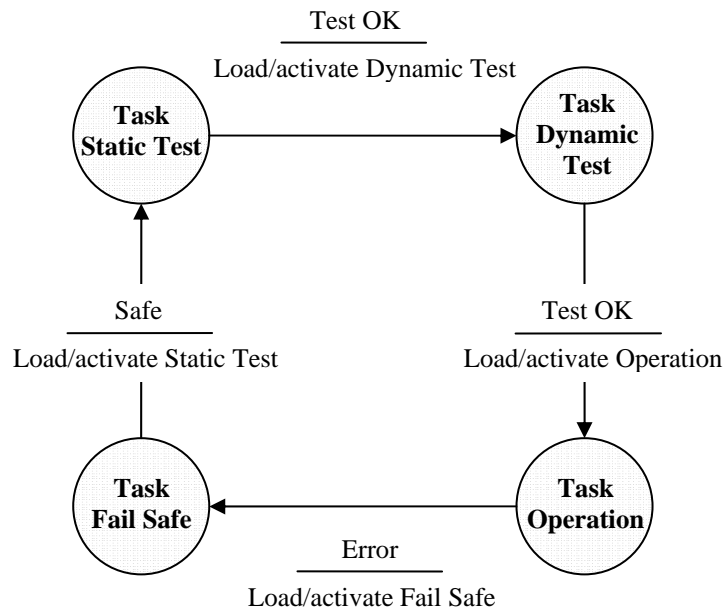 Test OK
Load/activate Dynamic Test
Task
Static Test
Task
Dynamic
Test
Safe
Load/activate Static Test
Test OK
Load/activate Operation
Task
Fail Safe
Task
Operation
Error
Load/activate Fail Safe